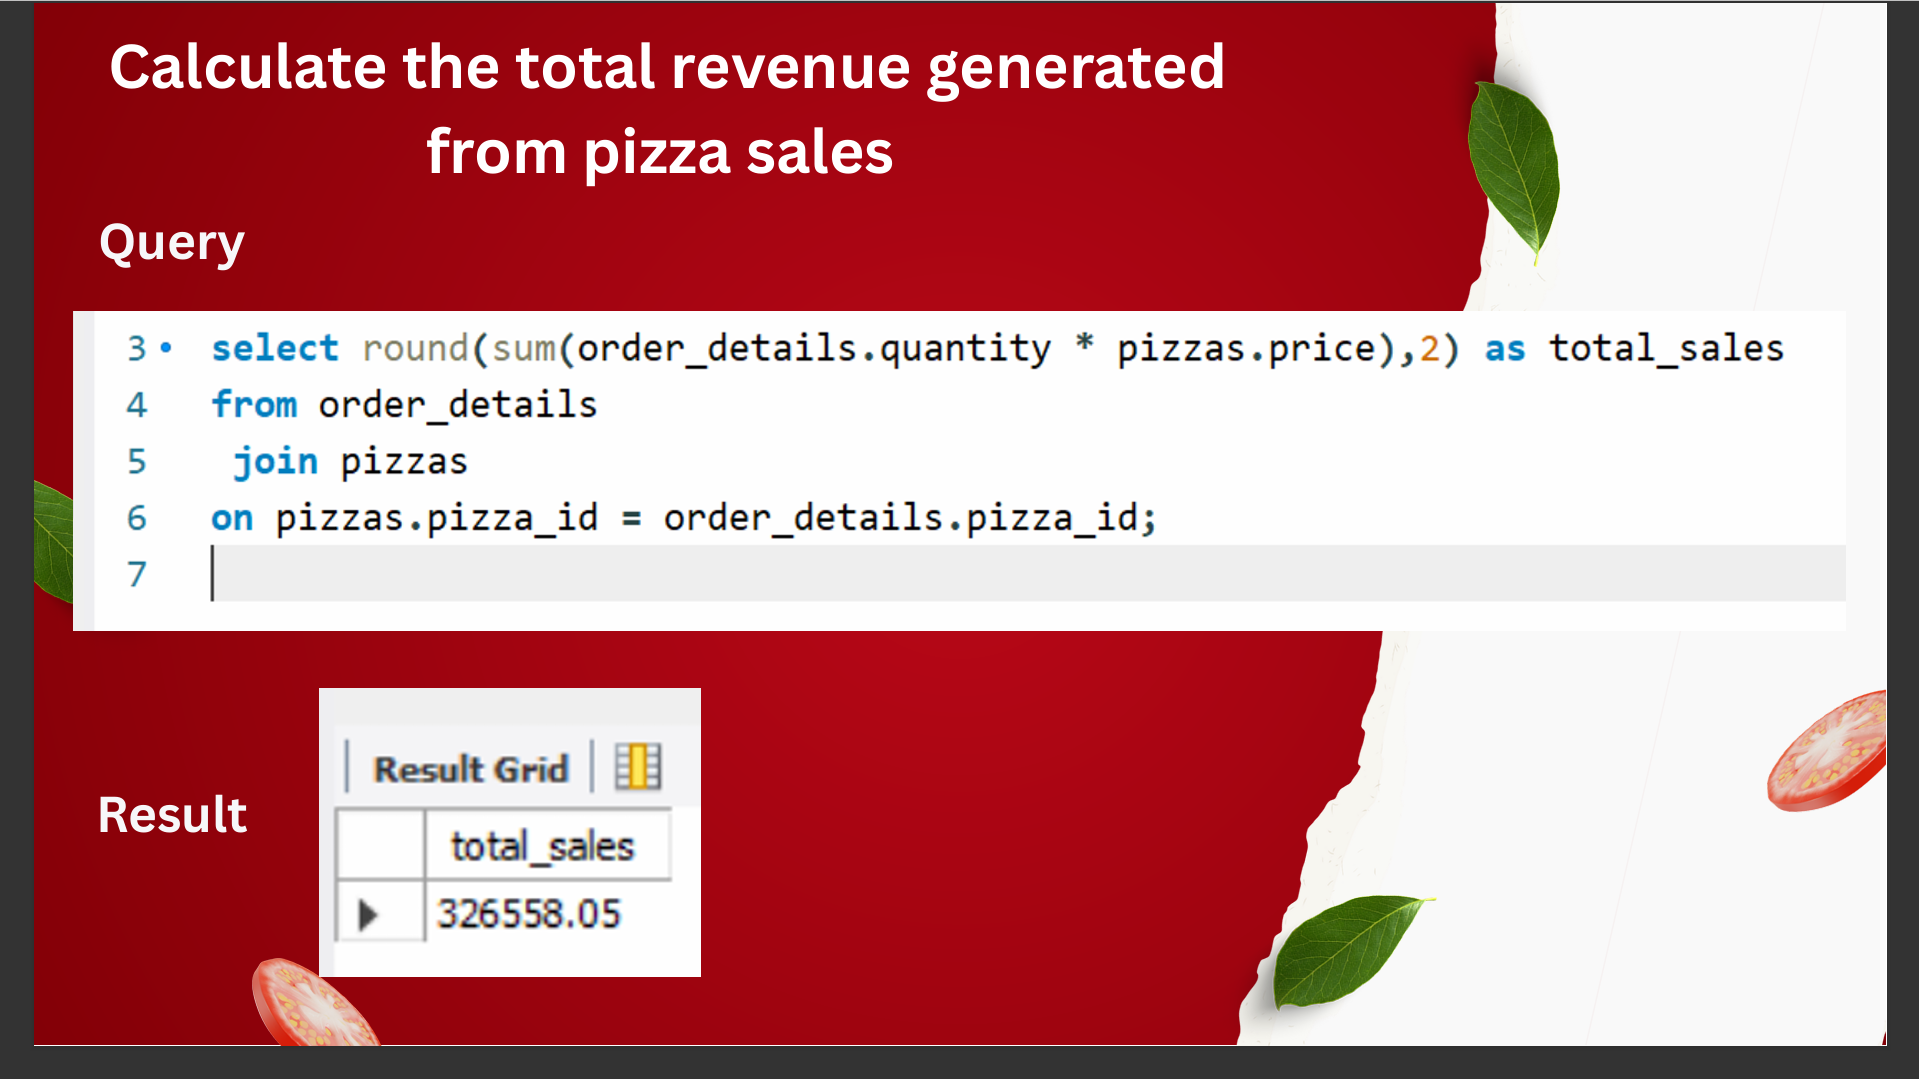 Calculate the total revenue generated
from pizza sales
Query
3 select round(sum(order_details.quantity * pizzas.price),2) as total_sales
4 from order_details
5 join pizzas
6 on pizzas.pizza_id = order_details.pizza_id;
7
Result
Result Grid
total_sales
326558.05